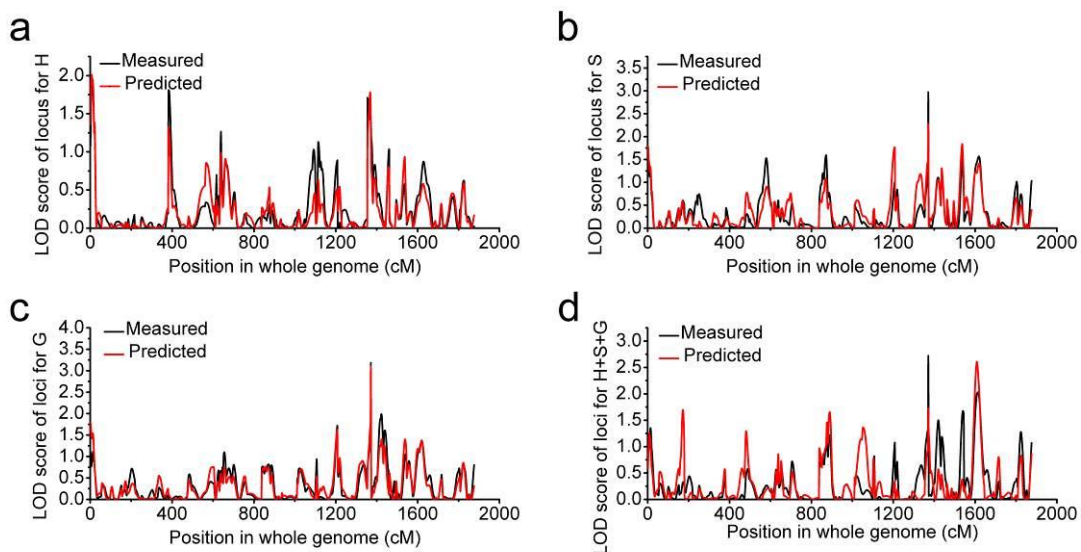 a
LOD score of locus for H
2.0
1.5
1.0
0.5
0.0
Measured
Predicted
0 400 800 1200 1600 2000
Position in whole genome (cM)
b
LOD score of locus for S
3.5
3.0
2.5
2.0
1.5
1.0
0.5
0.0
Measured
Predicted
0 400 800 1200 1600 2000
Position in whole genome (cM)
c
LOD score of loci for G
4.0
3.5
3.0
2.5
2.0
1.5
1.0
0.5
0.0
Measured
Predicted
0 400 800 1200 1600 2000
Position in whole genome (cM)
d
LOD score of loci for H+S+G
3.0
2.5
2.0
1.5
1.0
0.5
0.0
Measured
Predicted
0 400 800 1200 1600 2000
Position in whole genome (cM)